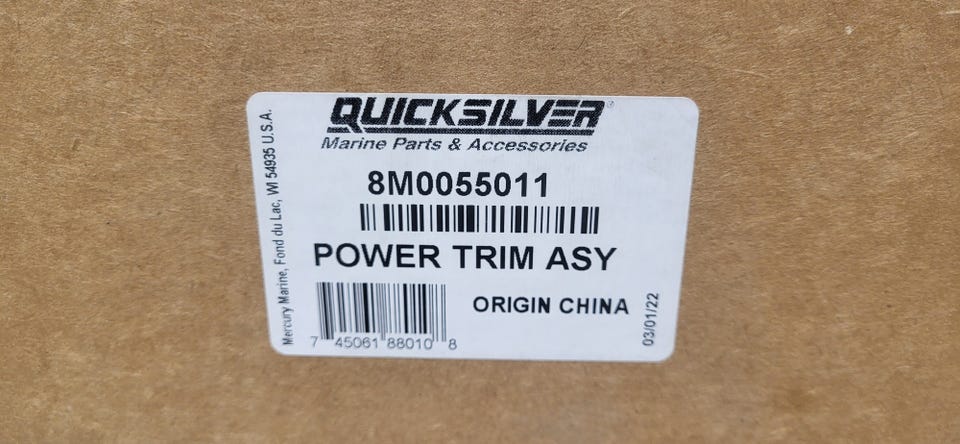 QUICKSILVER®
Marine Parts & Accessories
8M0055011
POWER TRIM ASY
ORIGIN CHINA
7 45061 88010 8
Mercury Marine, Fond du Lac, WI 54935 U.S.A.
03/01/22